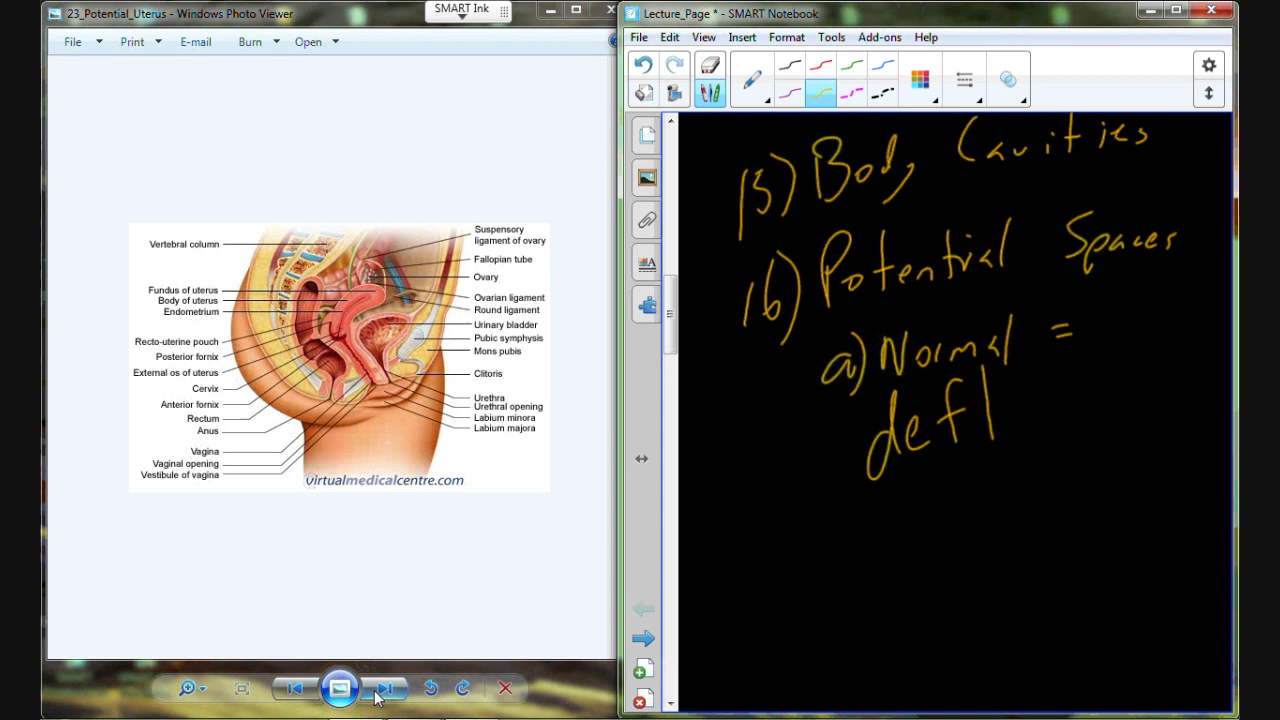 23_Potential_Uterus - Windows Photo Viewer
SMART Ink
File Print E-mail Burn Open
Vertebral column
Fundus of uterus
Body of uterus
Endometrium
Recto-uterine pouch
Posterior fornix
External os of uterus
Cervix
Anterior fornix
Rectum
Anus
Vagina
Vaginal opening
Vestibule of vagina
Suspensory
ligament of ovary
Fallopian tube
Ovary
Ovarian ligament
Round ligament
Urinary bladder
Pubic symphysis
Mons pubis
Clitoris
Urethra
Urethral opening
Labium minora
Labium majora
virtualmedicalcentre.com
Lecture_Page * - SMART Notebook
File Edit View Insert Format Tools Add-ons Help
15) Body Cavities
16) Potential Spaces
a) Normal =
defl